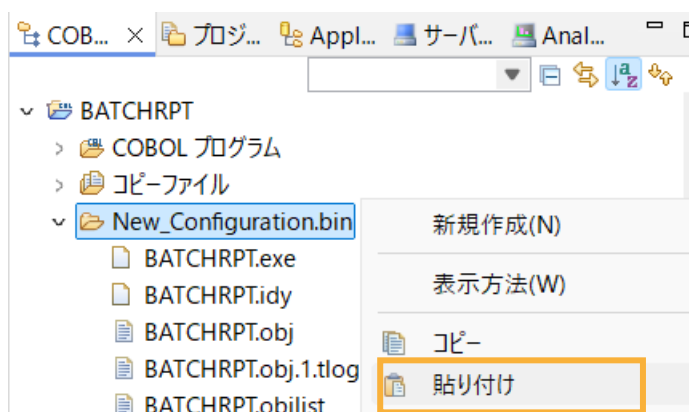 COB... プロジ... Appl... サーバ... Anal...
BATCHRPT
COBOL プログラム
コピーファイル
New_Configuration.bin
BATCHRPT.exe
BATCHRPT.idy
BATCHRPT.obj
BATCHRPT.obj.1.tlog
BATCHRPT.objlist
新規作成(N)
表示方法(W)
コピー
貼り付け